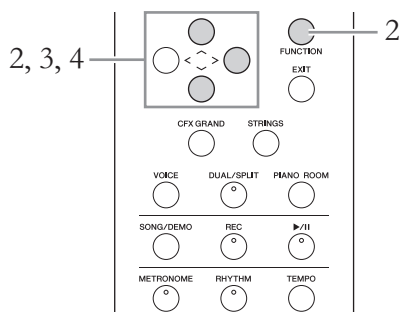 2
FUNCTION
2, 3, 4
< >
EXIT
CFX GRAND STRINGS
VOICE DUAL/SPLIT PIANO ROOM
SONG/DEMO REC ▶/II
METRONOME RHYTHM TEMPO